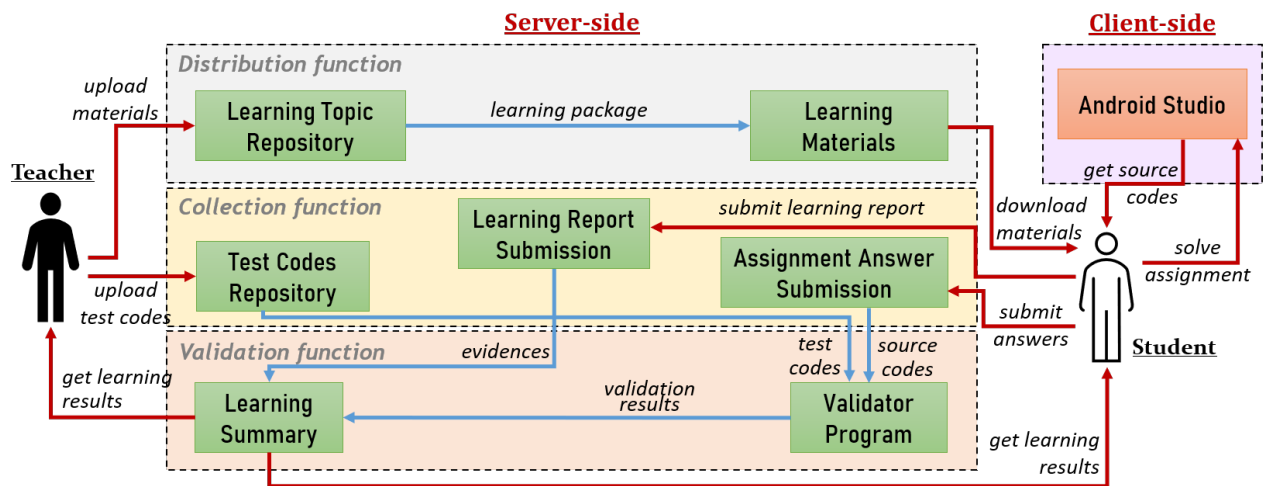 Server-side
Client-side
Distribution function
upload
materials
Learning Topic
Repository
learning package
Learning
Materials
Android Studio
Teacher
get source
codes
Collection function
Learning Report
Submission
submit learning report
download
materials
Test Codes
Repository
Assignment Answer
Submission
solve
assignment
upload
test codes
submit
answers
Student
Validation function
evidences
test
codes
source
codes
get learning
results
Learning
Summary
validation
results
Validator
Program
get learning
results